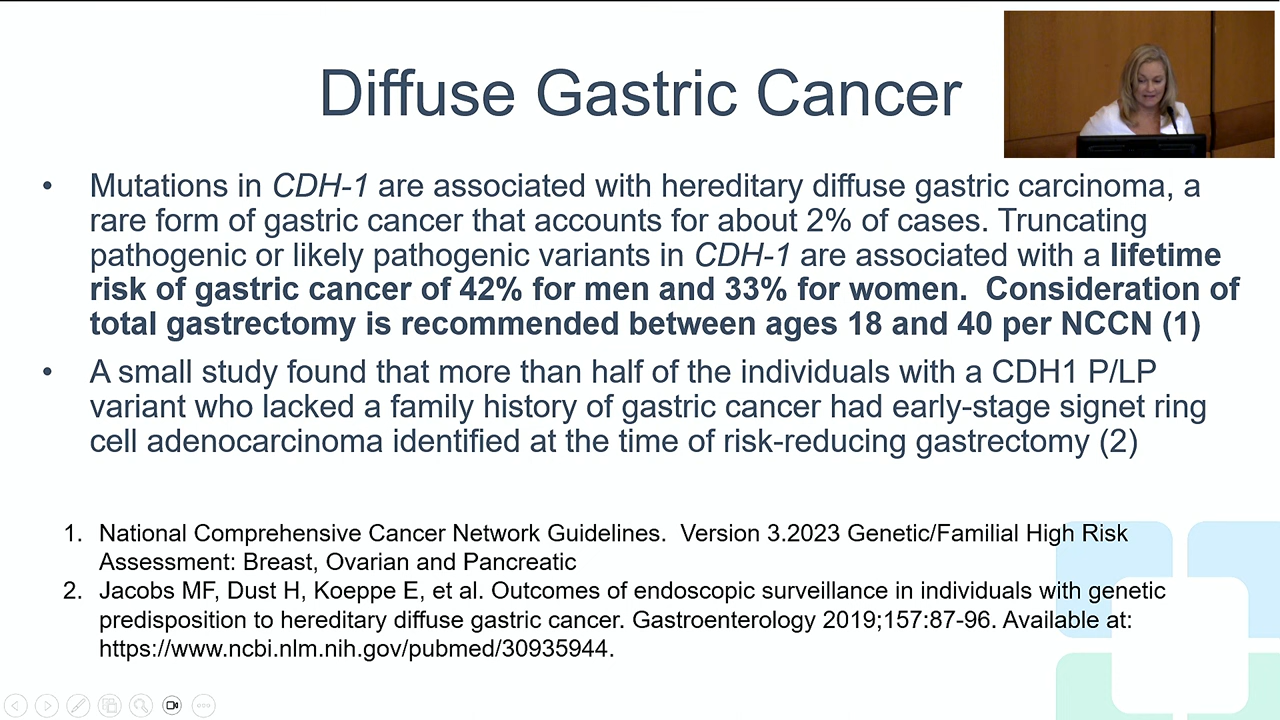 Diffuse Gastric Cancer
• Mutations in CDH-1 are associated with hereditary diffuse gastric carcinoma, a
rare form of gastric cancer that accounts for about 2% of cases. Truncating
pathogenic or likely pathogenic variants in CDH-1 are associated with a lifetime
risk of gastric cancer of 42% for men and 33% for women.  Consideration of
total gastrectomy is recommended between ages 18 and 40 per NCCN (1)
• A small study found that more than half of the individuals with a CDH1 P/LP
variant who lacked a family history of gastric cancer had early-stage signet ring
cell adenocarcinoma identified at the time of risk-reducing gastrectomy (2)
1. National Comprehensive Cancer Network Guidelines.  Version 3.2023 Genetic/Familial High Risk
Assessment: Breast, Ovarian and Pancreatic
2. Jacobs MF, Dust H, Koeppe E, et al. Outcomes of endoscopic surveillance in individuals with genetic
predisposition to hereditary diffuse gastric cancer. Gastroenterology 2019;157:87-96. Available at:
https://www.ncbi.nlm.nih.gov/pubmed/30935944.